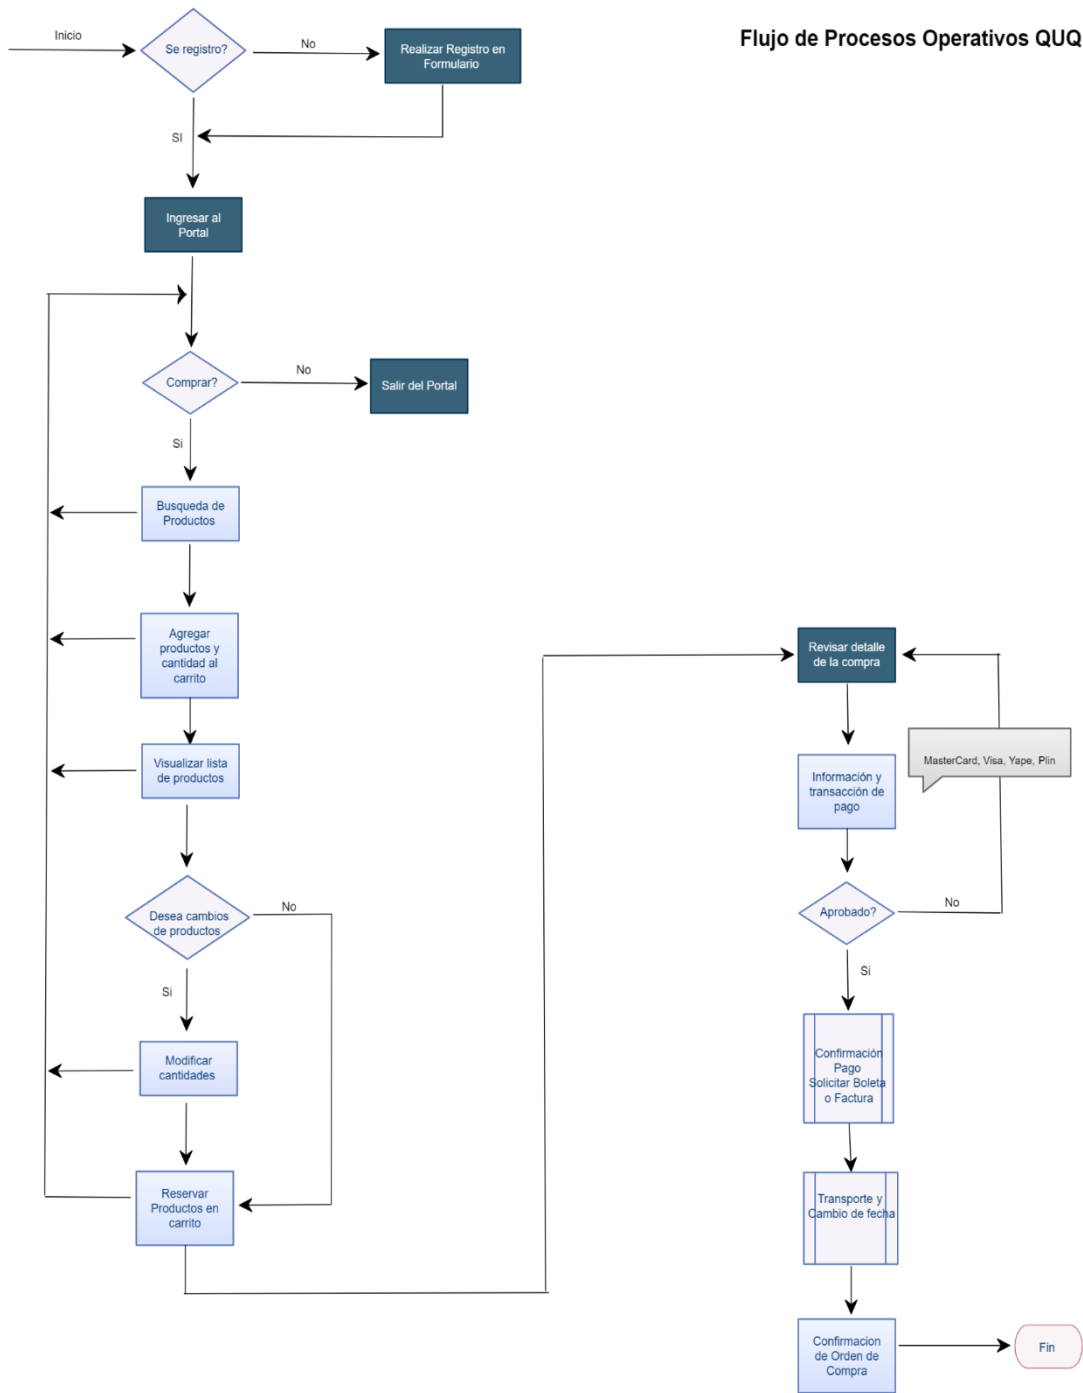 Flujo de Procesos Operativos QUQ
Inicio
Se registro?
No
Realizar Registro en
Formulario
SI
Ingresar al
Portal
Comprar?
No
Salir del Portal
Si
Busqueda de
Productos
Agregar
productos y
cantidad al
carrito
Visualizar lista
de productos
Desea cambios
de productos
No
Si
Modificar
cantidades
Reservar
Productos en
carrito
Revisar detalle
de la compra
MasterCard, Visa, Yape, Plin
Información y
transacción de
pago
Aprobado?
No
Si
Confirmación
Pago
Solicitar Boleta
o Factura
Transporte y
Cambio de fecha
Confirmacion
de Orden de
Compra
Fin